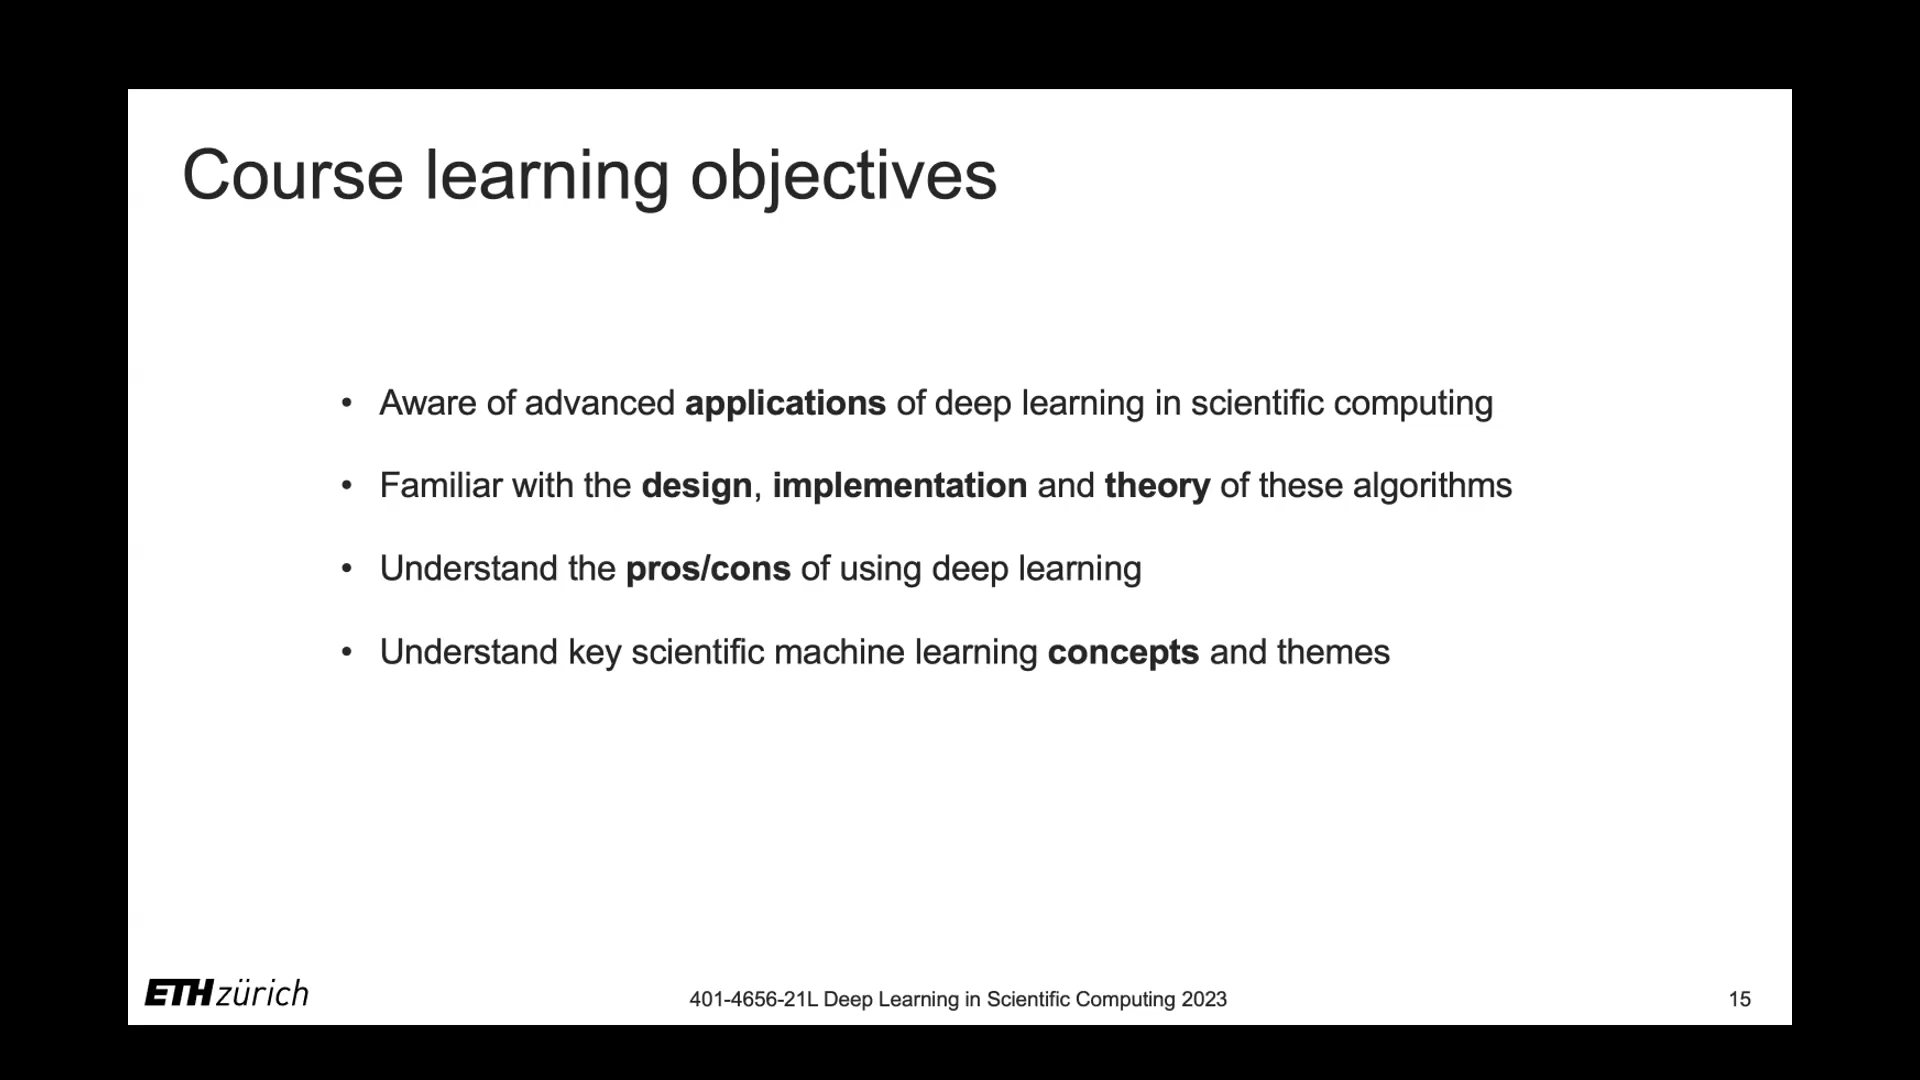 Course learning objectives
• Aware of advanced applications of deep learning in scientific computing
• Familiar with the design, implementation and theory of these algorithms
• Understand the pros/cons of using deep learning
• Understand key scientific machine learning concepts and themes
ETH zürich
401-4656-21L Deep Learning in Scientific Computing 2023
15